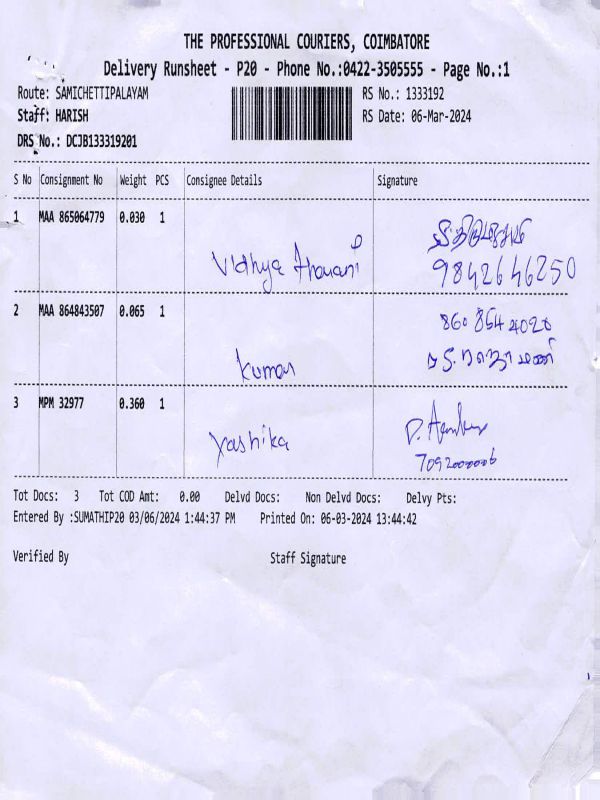 THE PROFESSIONAL COURIERS, COIMBATORE
Delivery Runsheet - P20 - Phone No.:0422-3505555 - Page No.:1
Route: SAMICHETTIPALAYAM RS No.: 1333192
Staff: HARISH RS Date: 06-Mar-2024
DRS No.: DCJB133319201
S No Consignment No Weight PCS Consignee Details Signature
1 MAA 865064779 0.030 1
Vidhya
9842646250
2 MAA 864843507 0.065 1
860 8654 2020
kumar
3 MPM 32977 0.360 1
Yashika
7092000006
Tot Docs: 3 Tot COD Amt: 0.00 Delvd Docs: Non Delvd Docs: Delvy Pts:
Entered By :SUMATHIP20 03/06/2024 1:44:37 PM Printed On: 06-03-2024 13:44:42
Verified By Staff Signature